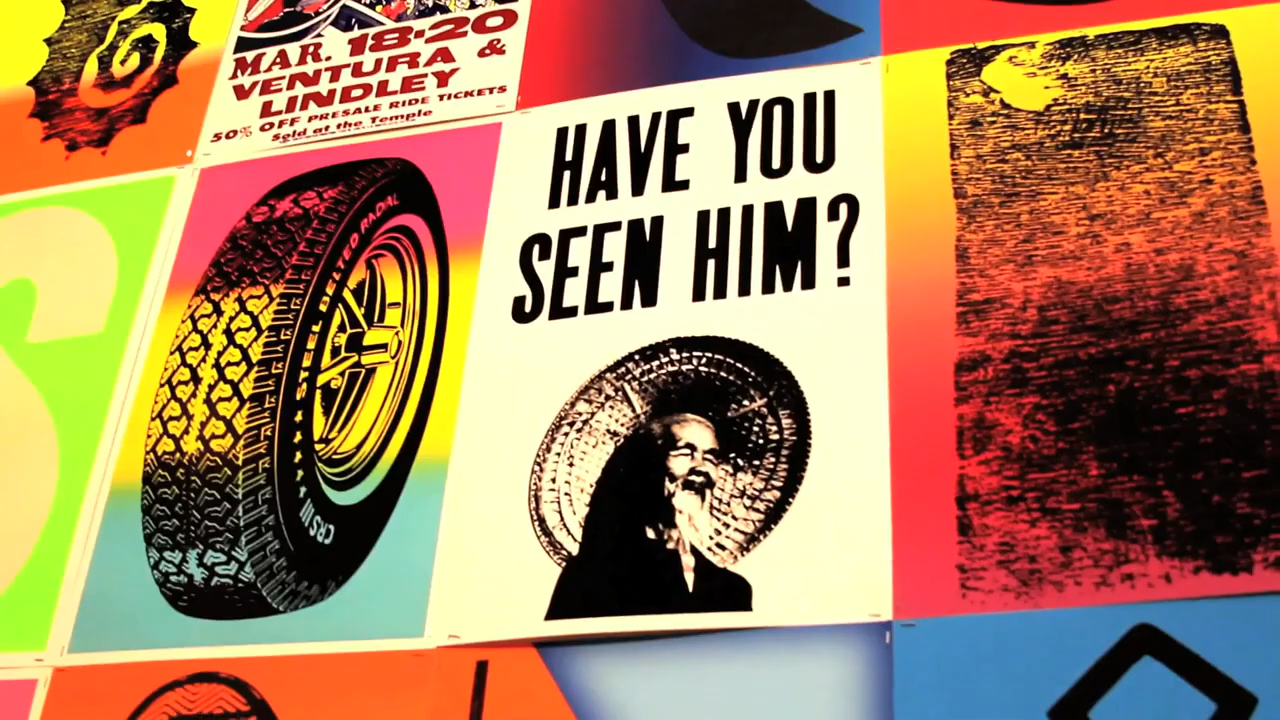 MAR. 18-20
VENTURA &
LINDLEY
50% OFF PRESALE RIDE TICKETS
Sold at the Temple
STEEL BELTED RADIAL
CRS III
HAVE YOU
SEEN HIM?